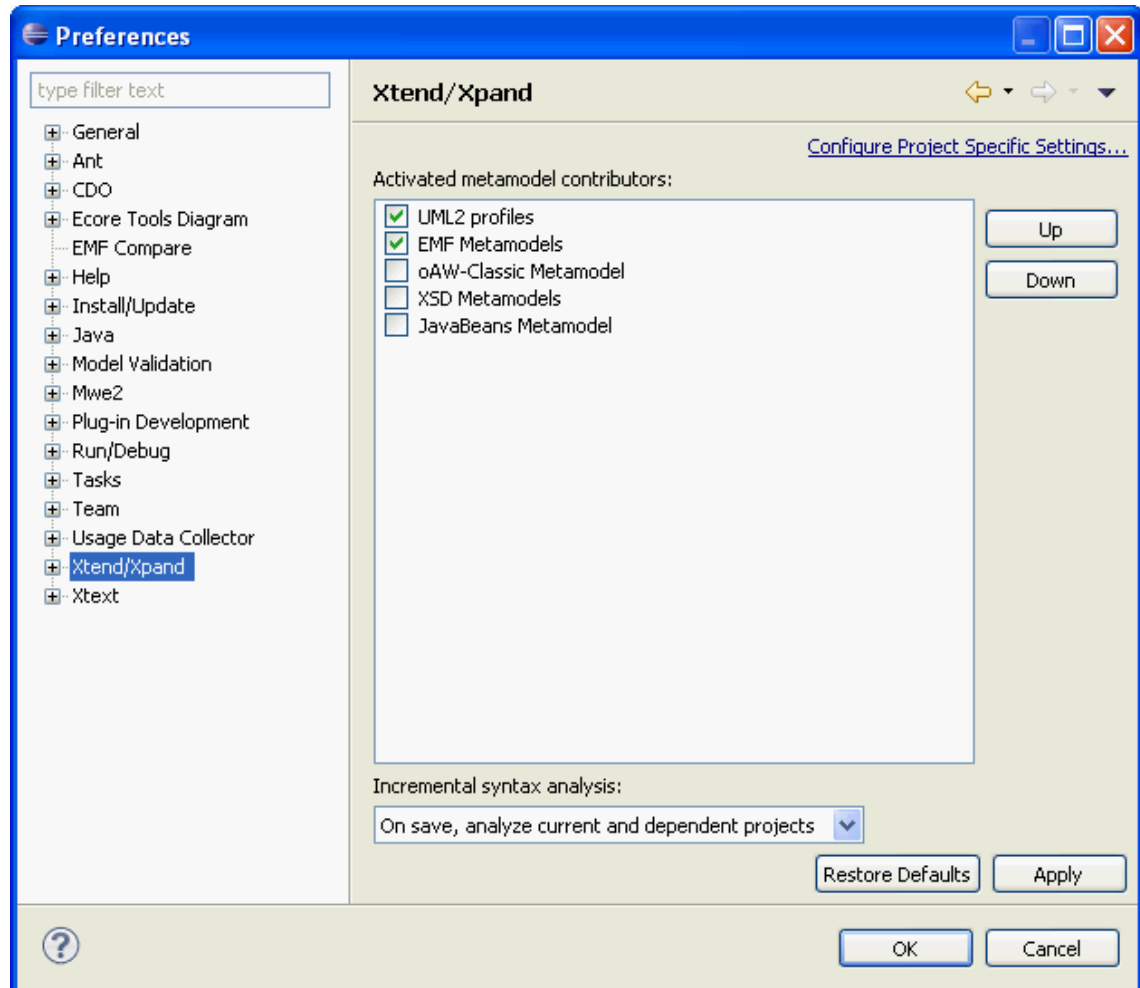 Preferences
type filter text
General
Ant
CDO
Ecore Tools Diagram
EMF Compare
Help
Install/Update
Java
Model Validation
Mwe2
Plug-in Development
Run/Debug
Tasks
Team
Usage Data Collector
Xtend/Xpand
Xtext
Xtend/Xpand
Configure Project Specific Settings...
Activated metamodel contributors:
UML2 profiles
EMF Metamodels
oAW-Classic Metamodel
XSD Metamodels
JavaBeans Metamodel
Up
Down
Incremental syntax analysis:
On save, analyze current and dependent projects
Restore Defaults
Apply
?
OK
Cancel